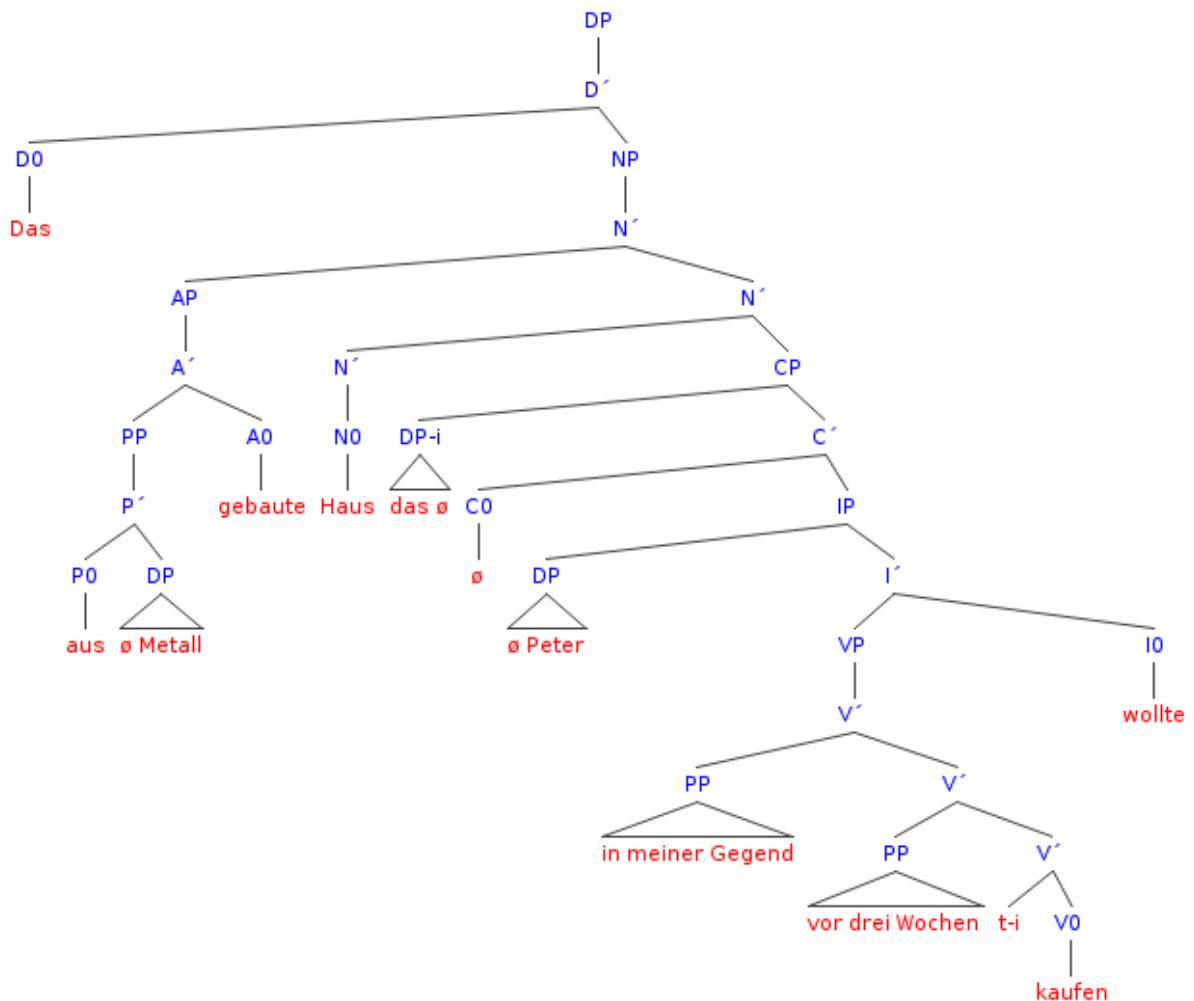 DP
D´
D0 NP
Das N´
AP N´
A´ N´ CP
PP A0 N0 DP-i C´
P´ gebaute Haus das ø C0 IP
P0 DP ø DP I´
aus ø Metall ø Peter VP I0
V´ wollte
PP V´
in meiner Gegend PP V´
vor drei Wochen t-i V0
kaufen